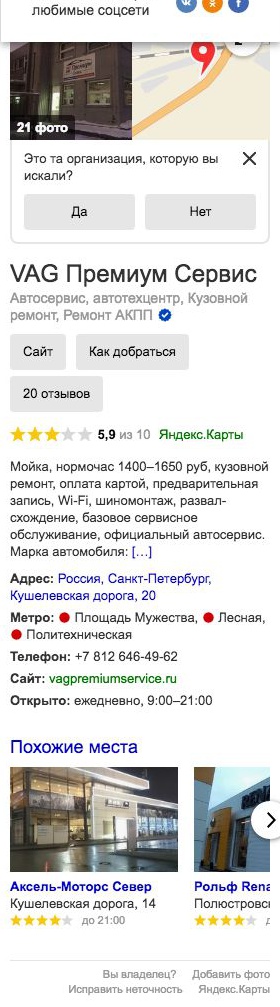 любимые соцсети
21 фото
Это та организация, которую вы
искали?
Да
Нет
VAG Премиум Сервис
Автосервис, автотехцентр, Кузовной
ремонт, Ремонт АКПП
Сайт
Как добраться
20 отзывов
5,9 из 10 Яндекс.Карты
Мойка, нормочас 1400–1650 руб, кузовной
ремонт, оплата картой, предварительная
запись, Wi-Fi, шиномонтаж, развал-
схождение, базовое сервисное
обслуживание, официальный автосервис.
Марка автомобиля: [...]
Адрес: Россия, Санкт-Петербург,
Кушелевская дорога, 20
Метро: Площадь Мужества, Лесная,
Политехническая
Телефон: +7 812 646-49-62
Сайт: vagpremiumservice.ru
Открыто: ежедневно, 9:00–21:00
Похожие места
Аксель-Моторс Север
Рольф Rena
Кушелевская дорога, 14
Полюстровс
до 21:00
Вы владелец? Добавить фото
Исправить неточность Яндекс.Карты